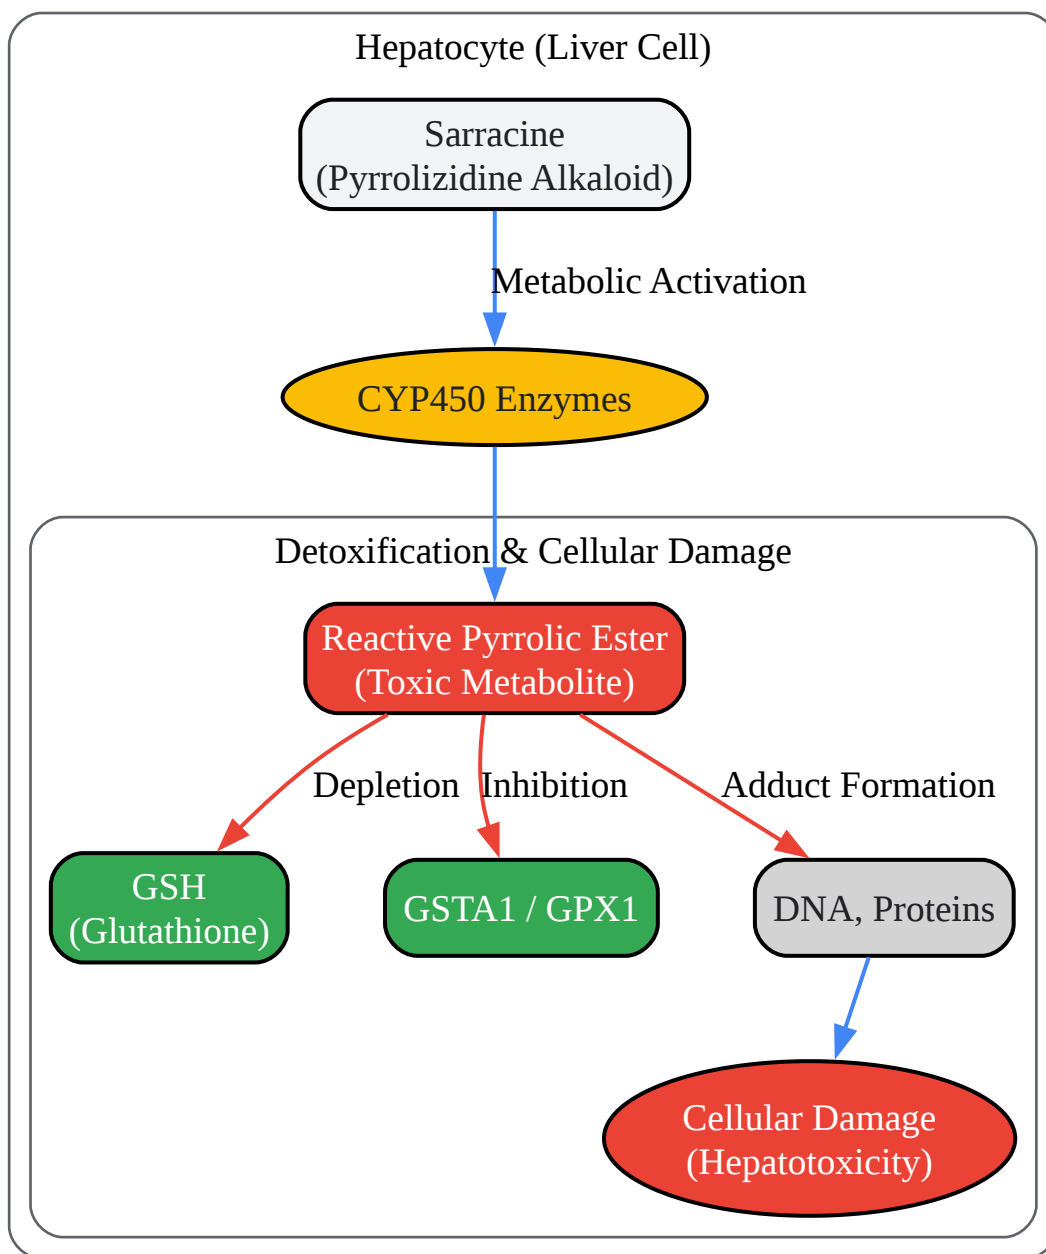 Hepatocyte (Liver Cell)
Sarracine
(Pyrrolizidine Alkaloid)
Metabolic Activation
CYP450 Enzymes
Detoxification & Cellular Damage
Reactive Pyrrolic Ester
(Toxic Metabolite)
Depletion
Inhibition
Adduct Formation
GSH
(Glutathione)
GSTA1 / GPX1
DNA, Proteins
Cellular Damage
(Hepatotoxicity)